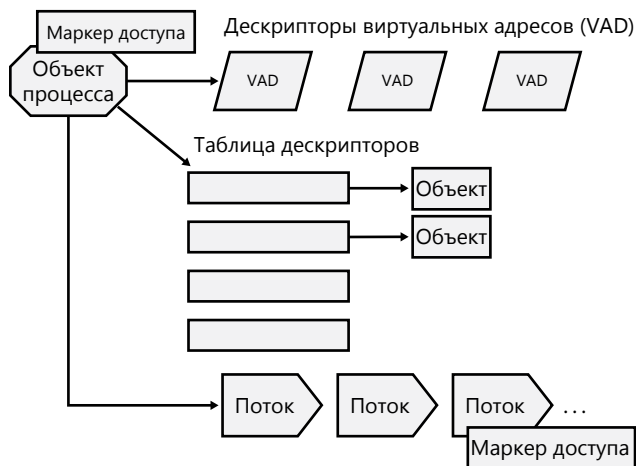 Маркер доступа
Дескрипторы виртуальных адресов (VAD)
Объект
процесса
VAD
VAD
VAD
Таблица дескрипторов
Объект
Объект
Поток
Поток
Поток
...
Маркер доступа